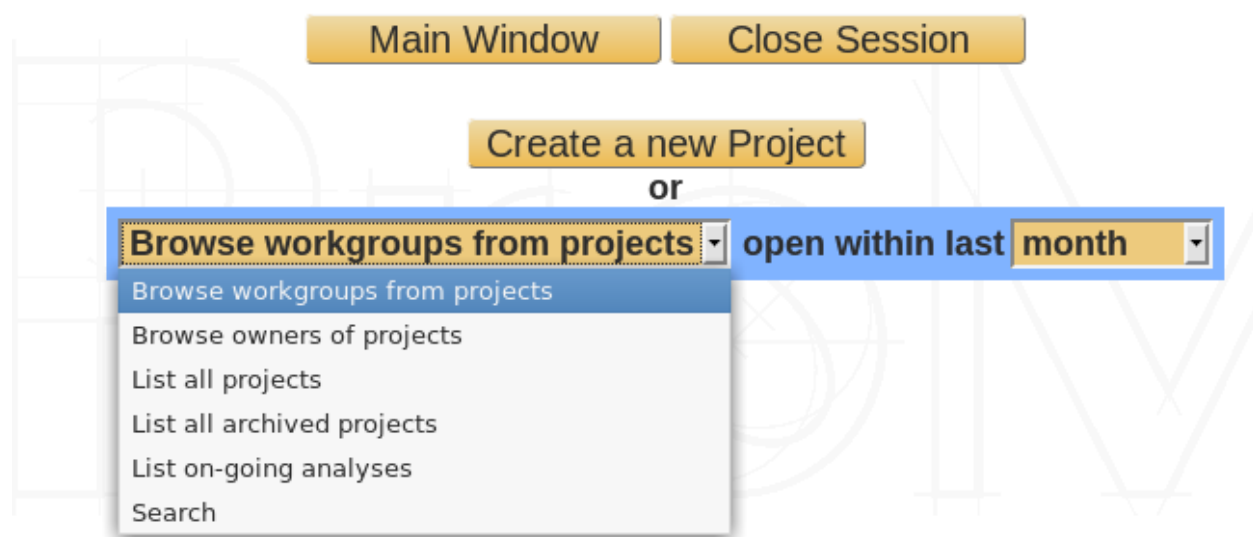 Main Window Close Session
Create a new Project
or
Browse workgroups from projects open within last month
Browse workgroups from projects
Browse owners of projects
List all projects
List all archived projects
List on-going analyses
Search